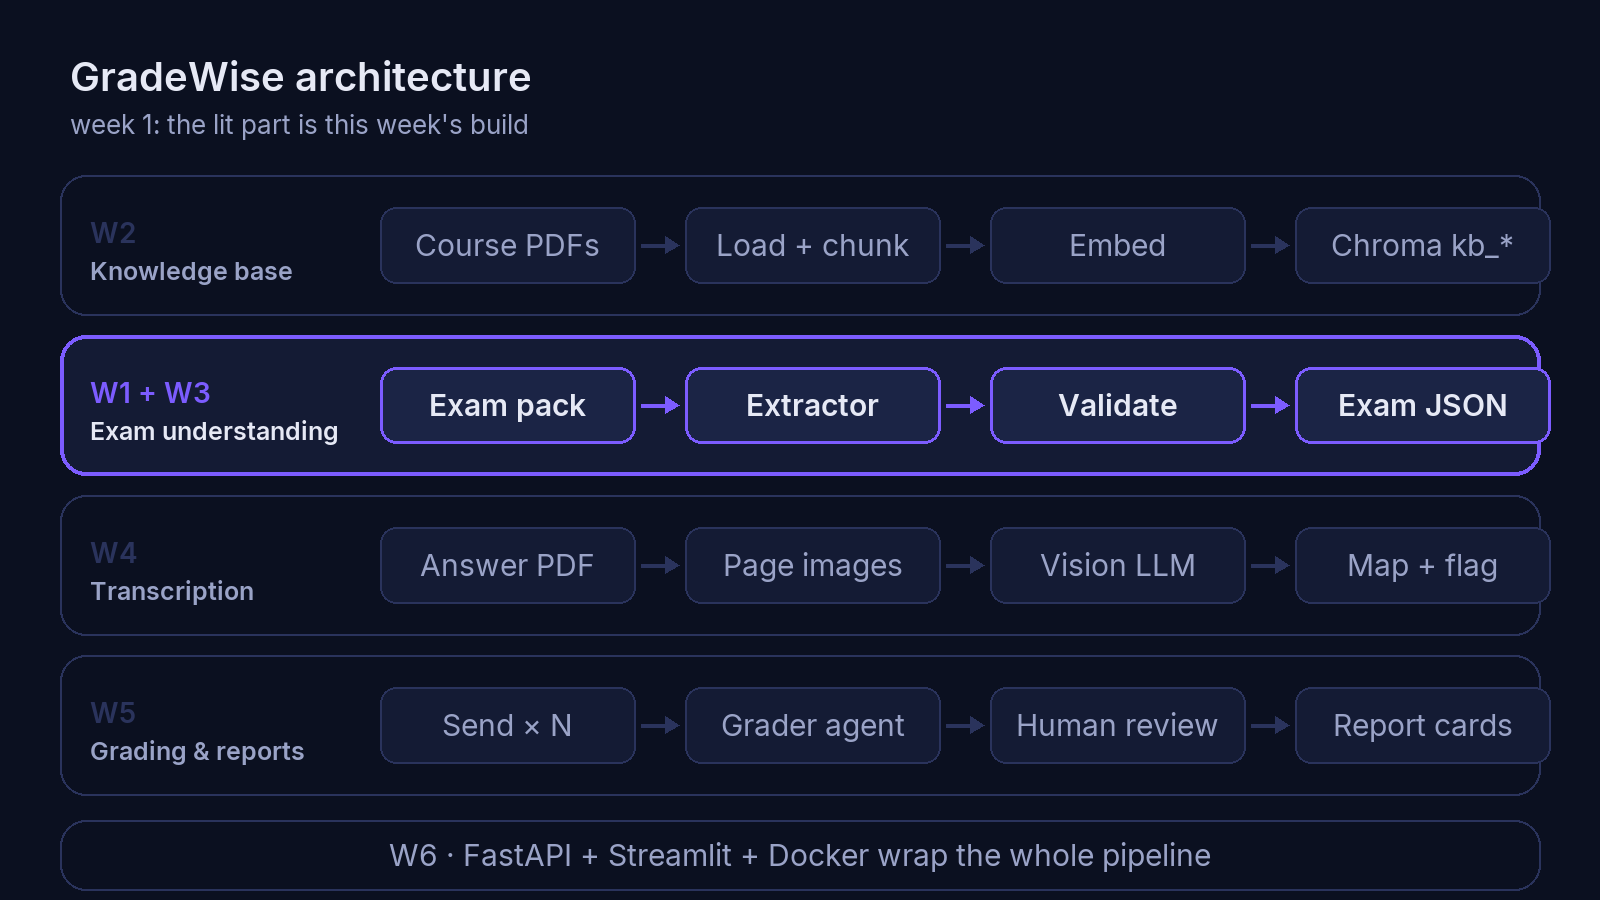 GradeWise architecture
week 1: the lit part is this week's build
W2
Knowledge base
Course PDFs
Load + chunk
Embed
Chroma kb_*
W1 + W3
Exam understanding
Exam pack
Extractor
Validate
Exam JSON
W4
Transcription
Answer PDF
Page images
Vision LLM
Map + flag
W5
Grading & reports
Send × N
Grader agent
Human review
Report cards
W6 · FastAPI + Streamlit + Docker wrap the whole pipeline